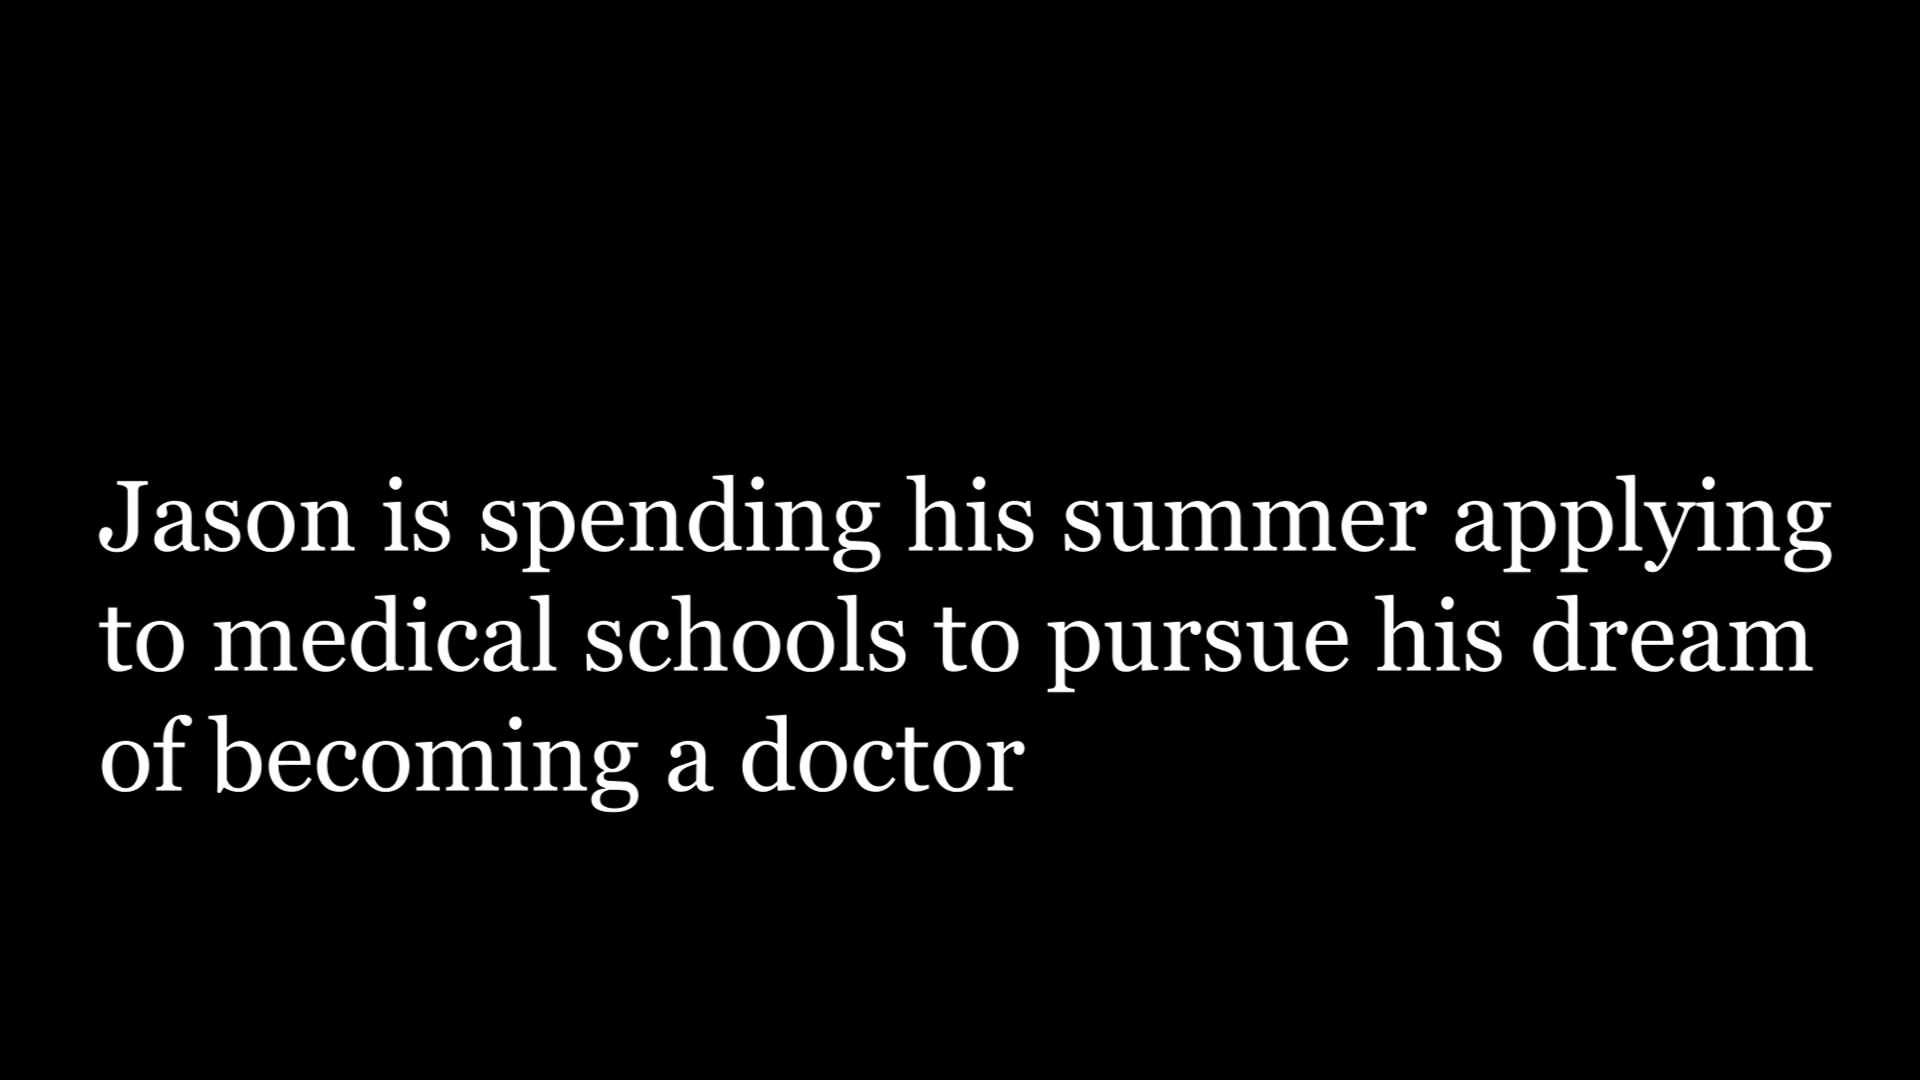 Jason is spending his summer applying
to medical schools to pursue his dream
of becoming a doctor